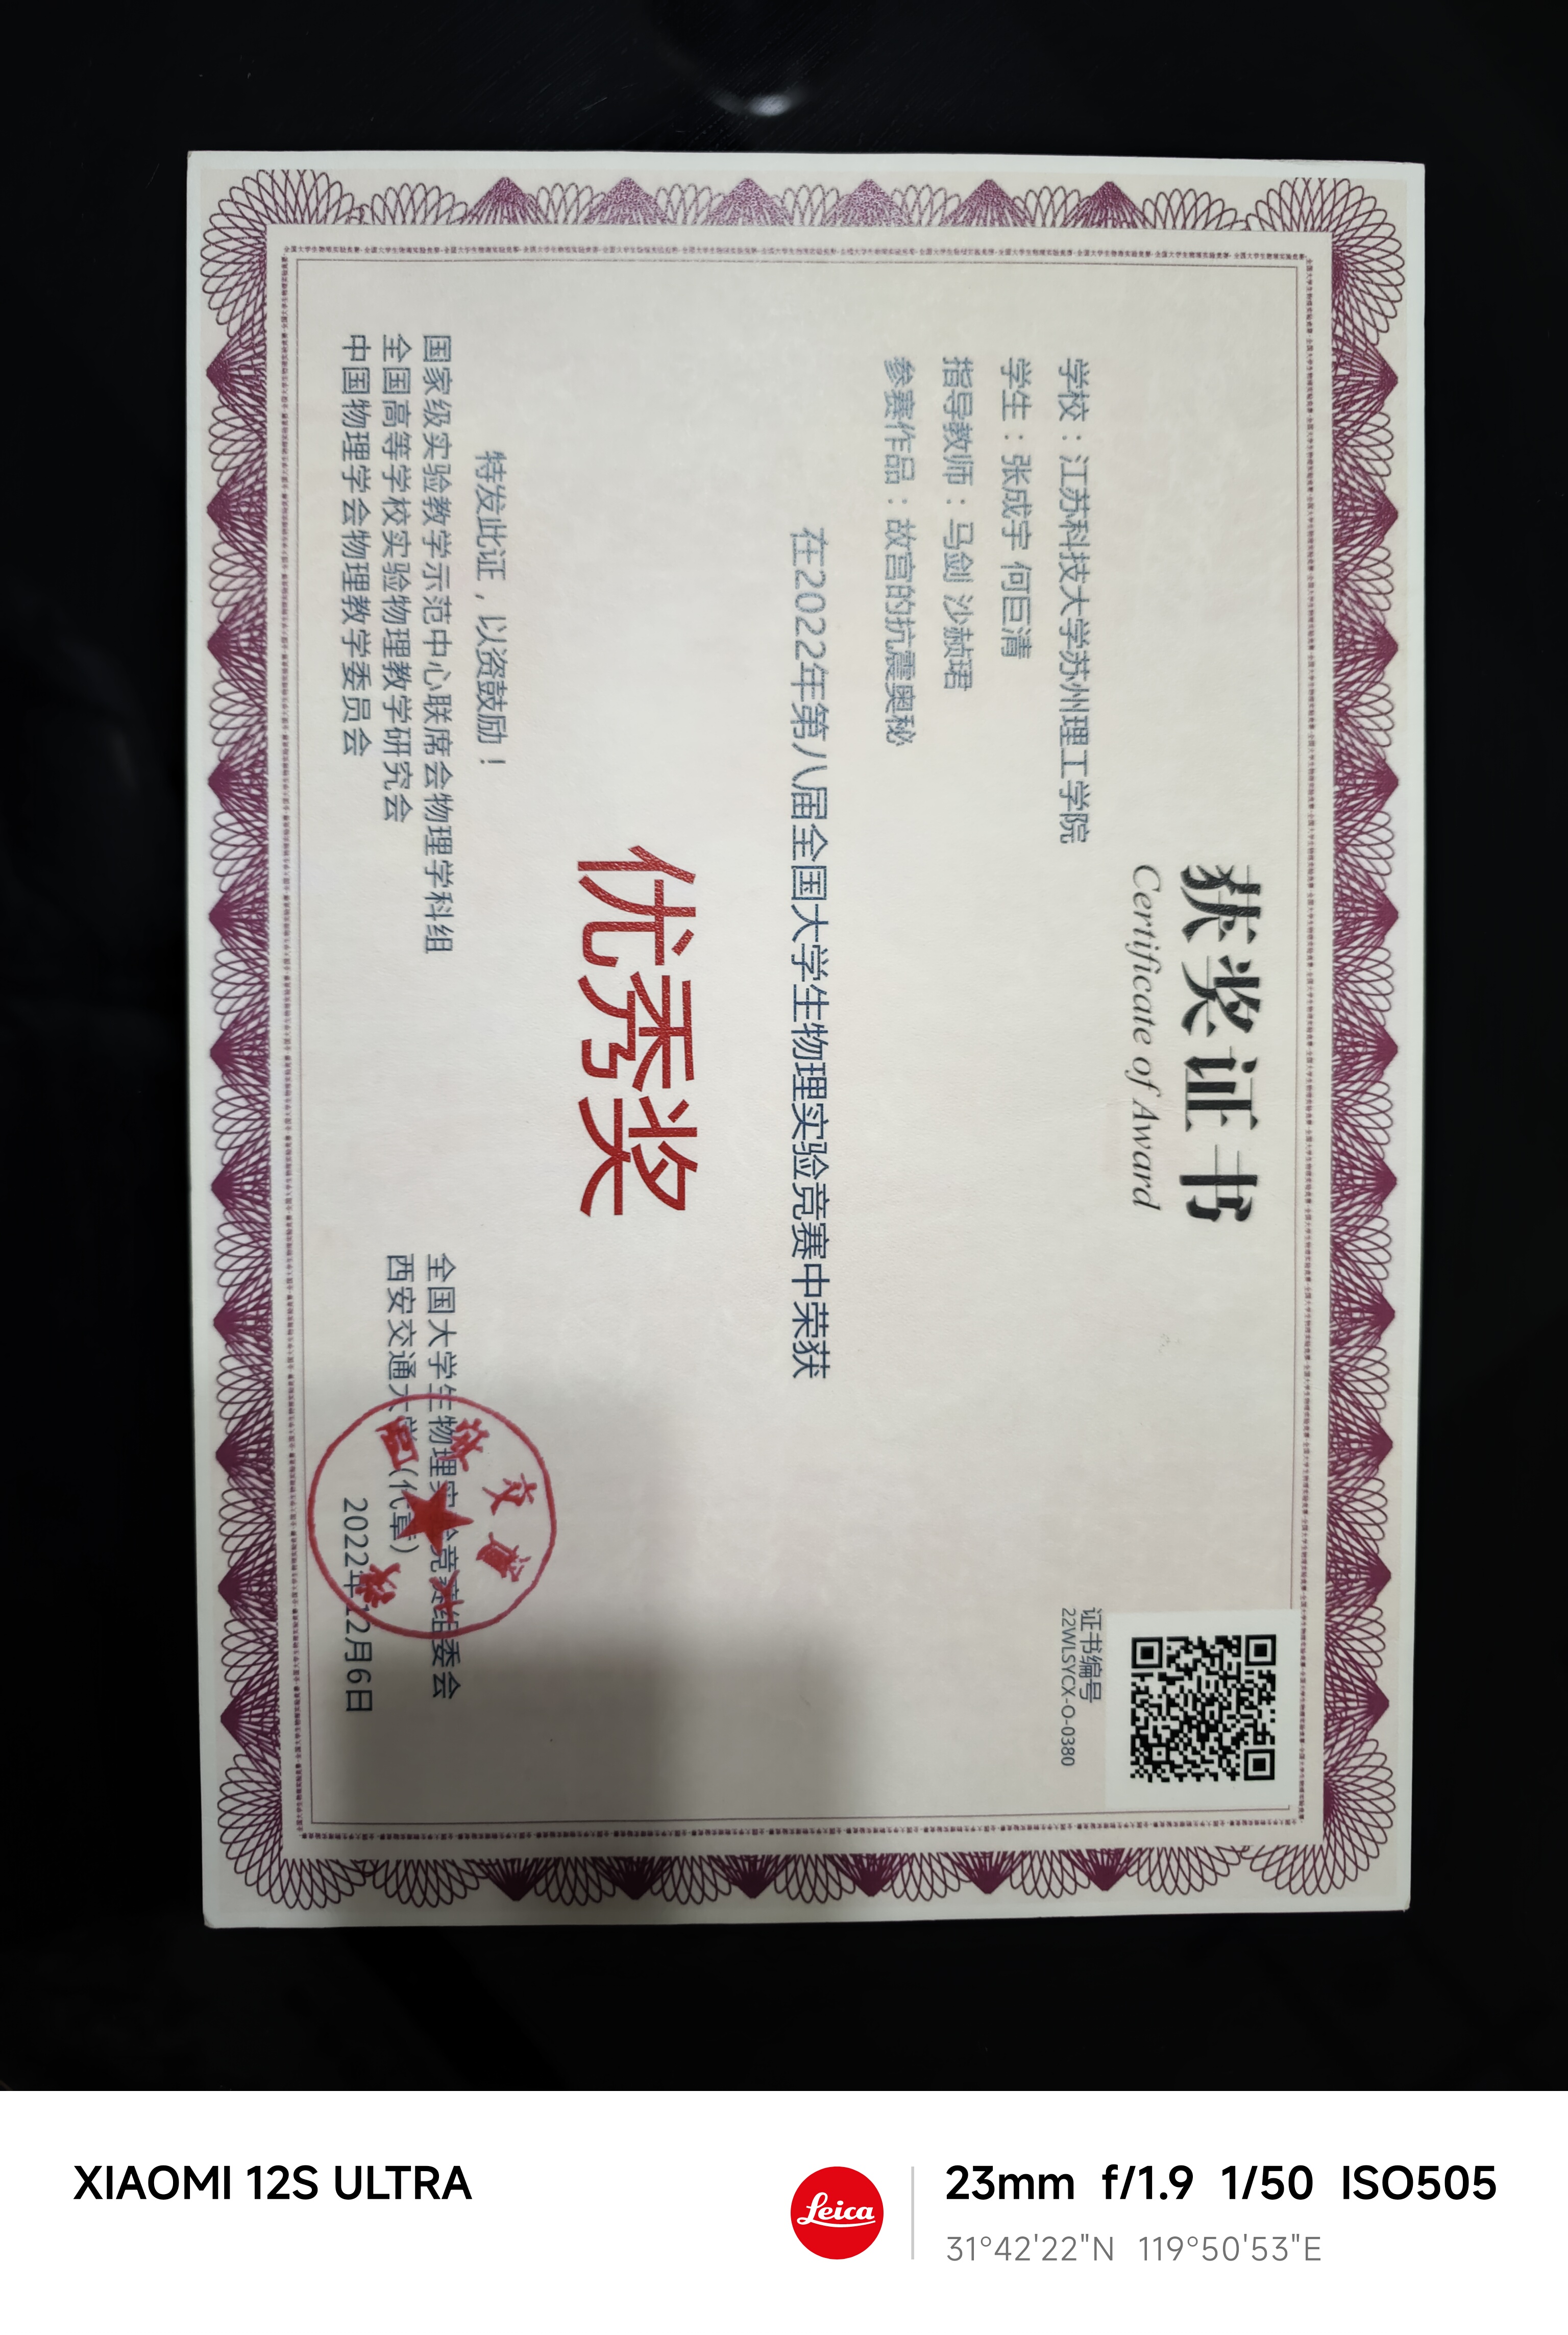 获奖证书
Certificate of Award
证书编号
22WLSYCX-O-0380
学校：江苏科技大学苏州理工学院
学生：张成宇 何巨清
指导教师：马剑 沙赪珺
参赛作品：故宫的抗震奥秘
在2022年第八届全国大学生物理实验竞赛中荣获
优秀奖
特发此证，以资鼓励！
国家级实验教学示范中心联席会物理学科组
全国高等学校实验物理教学研究会
中国物理学会物理教学委员会
全国大学生物理实验竞赛组委会
西安交通大学（代章）
2022年12月6日
XIAOMI 12S ULTRA
Leica
23mm f/1.9 1/50 ISO505
31°42'22"N 119°50'53"E